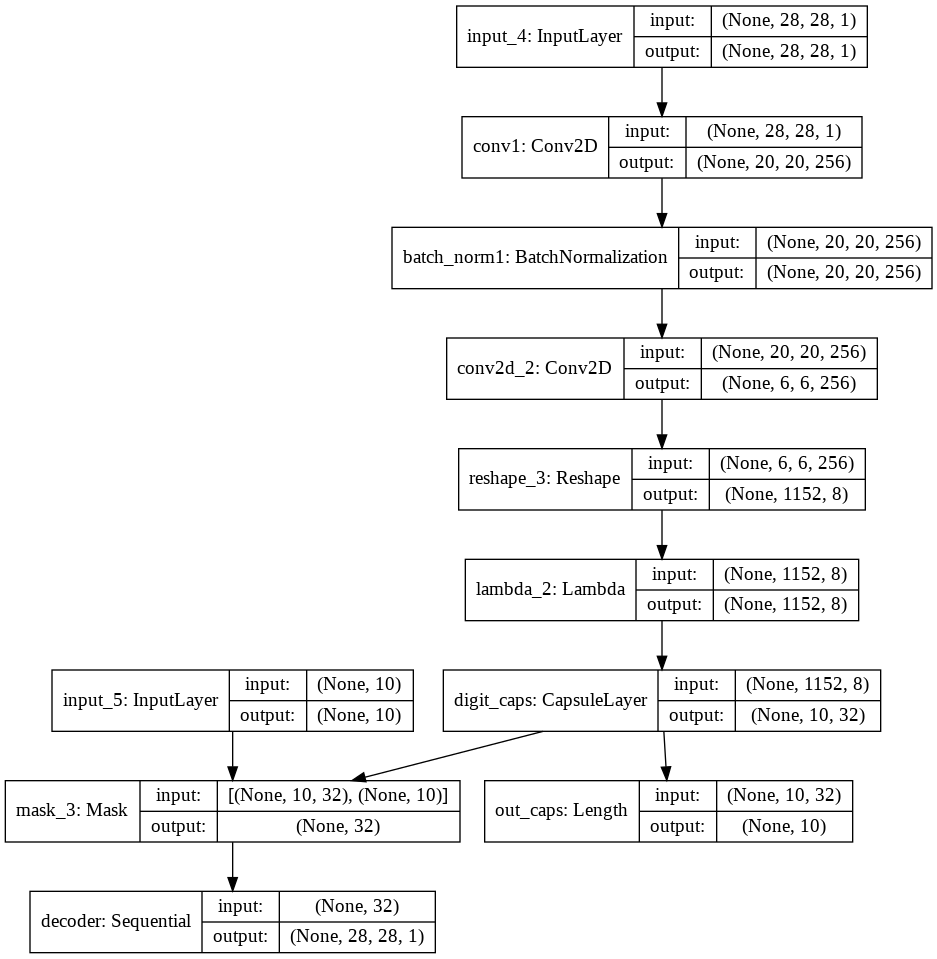 input_4: InputLayer
input: (None, 28, 28, 1)
output: (None, 28, 28, 1)
conv1: Conv2D
input: (None, 28, 28, 1)
output: (None, 20, 20, 256)
batch_norm1: BatchNormalization
input: (None, 20, 20, 256)
output: (None, 20, 20, 256)
conv2d_2: Conv2D
input: (None, 20, 20, 256)
output: (None, 6, 6, 256)
reshape_3: Reshape
input: (None, 6, 6, 256)
output: (None, 1152, 8)
lambda_2: Lambda
input: (None, 1152, 8)
output: (None, 1152, 8)
input_5: InputLayer
input: (None, 10)
output: (None, 10)
digit_caps: CapsuleLayer
input: (None, 1152, 8)
output: (None, 10, 32)
mask_3: Mask
input: [(None, 10, 32), (None, 10)]
output: (None, 32)
out_caps: Length
input: (None, 10, 32)
output: (None, 10)
decoder: Sequential
input: (None, 32)
output: (None, 28, 28, 1)